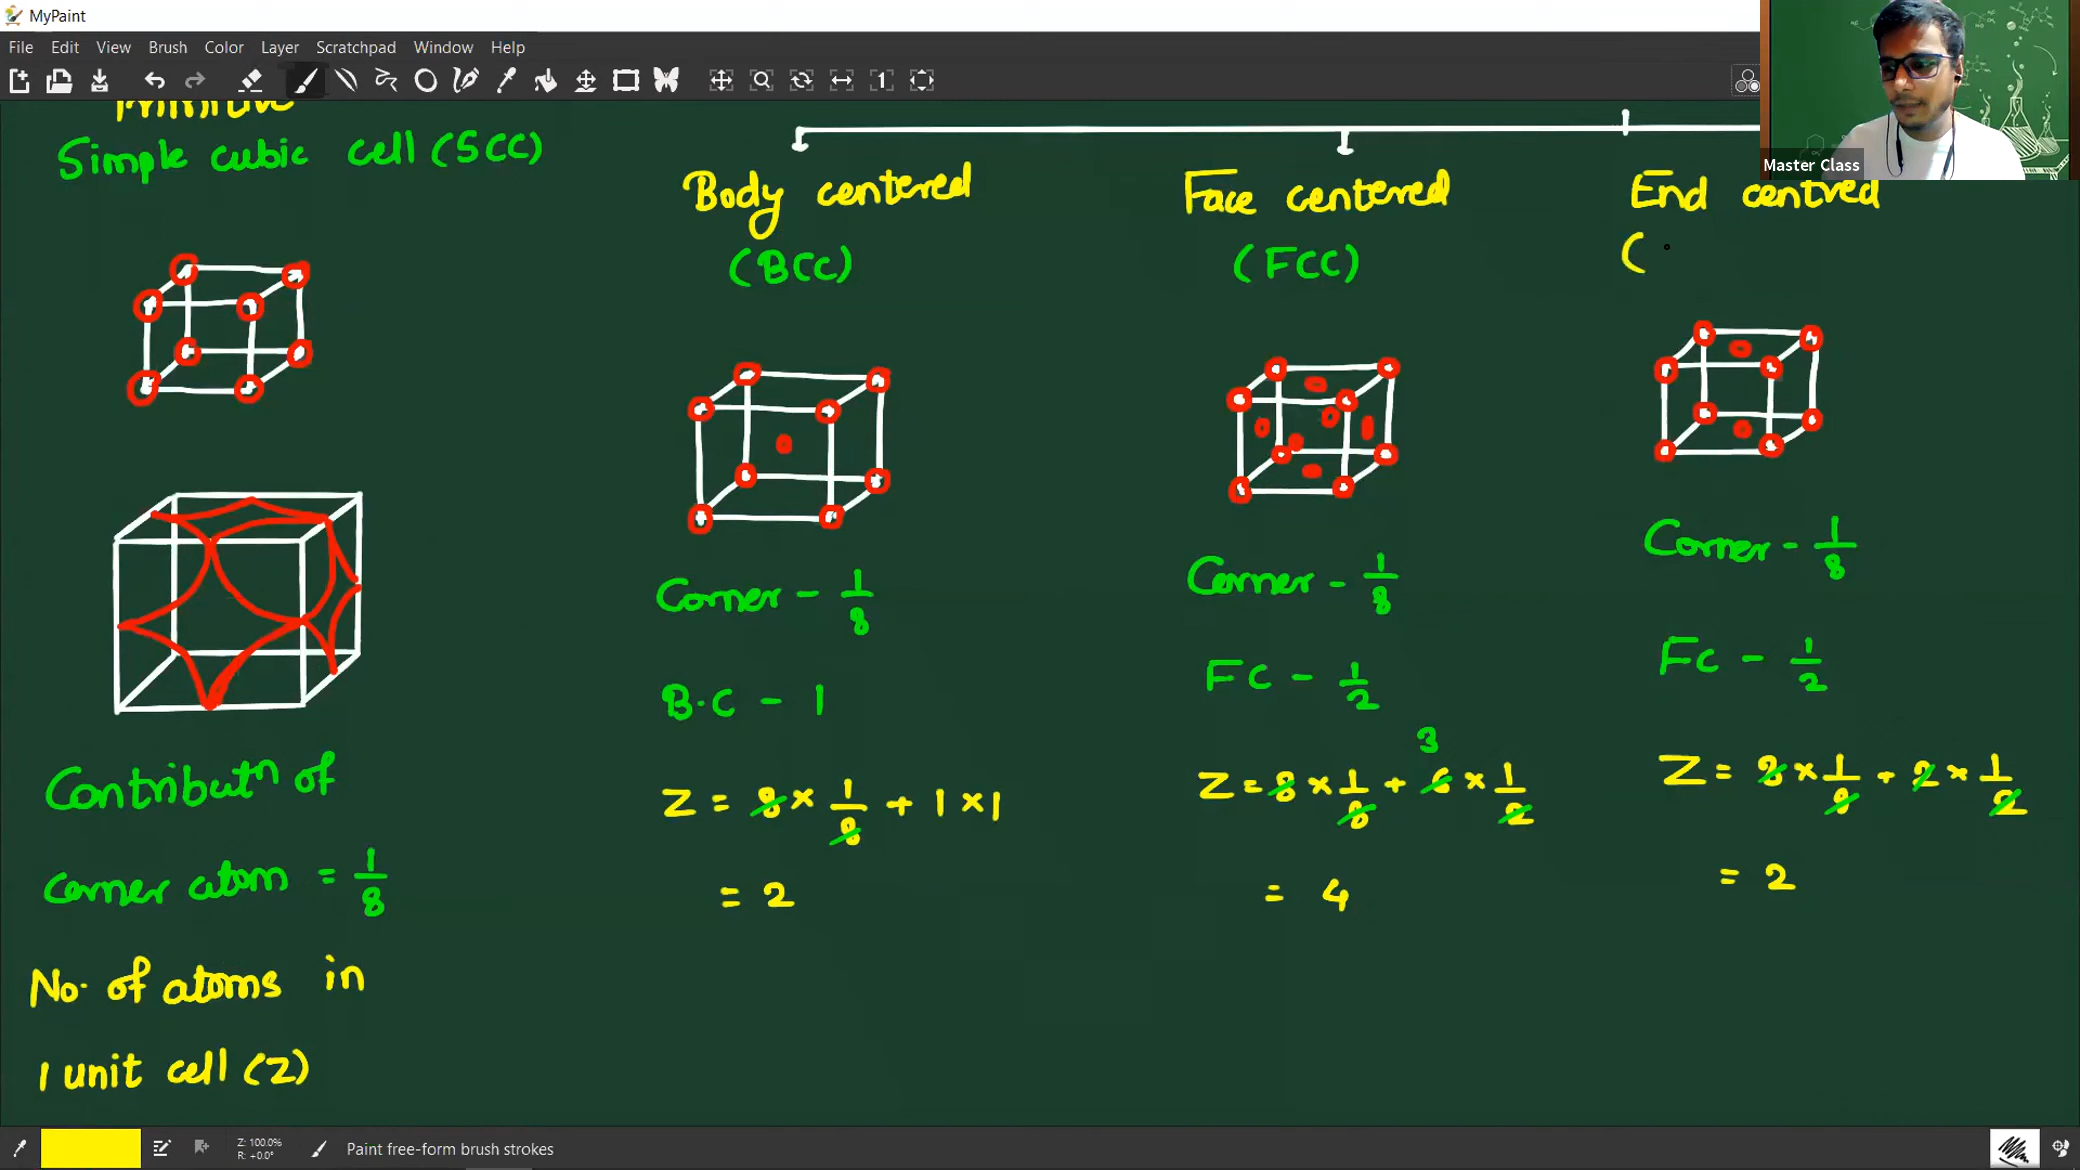 MyPaint
File Edit View Brush Color Layer Scratchpad Window Help
Master Class
Primitive
Simple cubic cell (SCC)
Contributⁿ of
corner atom = 1/8
No. of atoms in
1 unit cell (Z)
Body centered
(BCC)
Corner - 1/8
B.C - 1
Z = 8 × 1/8 + 1 × 1
= 2
Face centered
(FCC)
Corner - 1/8
FC - 1/2
3
Z = 8 × 1/8 + 6 × 1/2
= 4
End centred
(
Corner - 1/8
FC - 1/2
Z = 8 × 1/8 + 2 × 1/2
= 2
Z: 100.0%
R: +0.0°
Paint free-form brush strokes